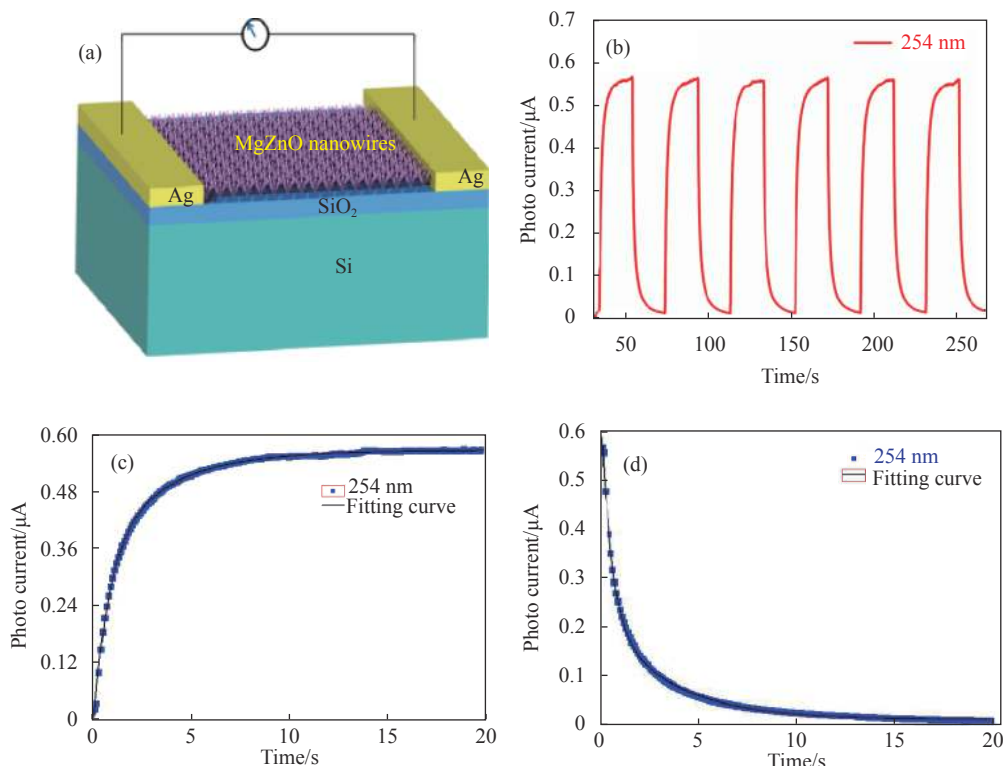 (a)
MgZnO nanowires
Ag
Ag
SiO₂
Si
(b)
254 nm
0.7
0.6
0.5
0.4
0.3
0.2
0.1
0
Photo current/μA
50
100
150
200
250
Time/s
(c)
254 nm
Fitting curve
0.60
0.48
0.36
0.24
0.12
0
Photo current/μA
0
5
10
15
20
Time/s
(d)
254 nm
Fitting curve
0.6
0.5
0.4
0.3
0.2
0.1
0
Photo current/μA
0
5
10
15
20
Time/s